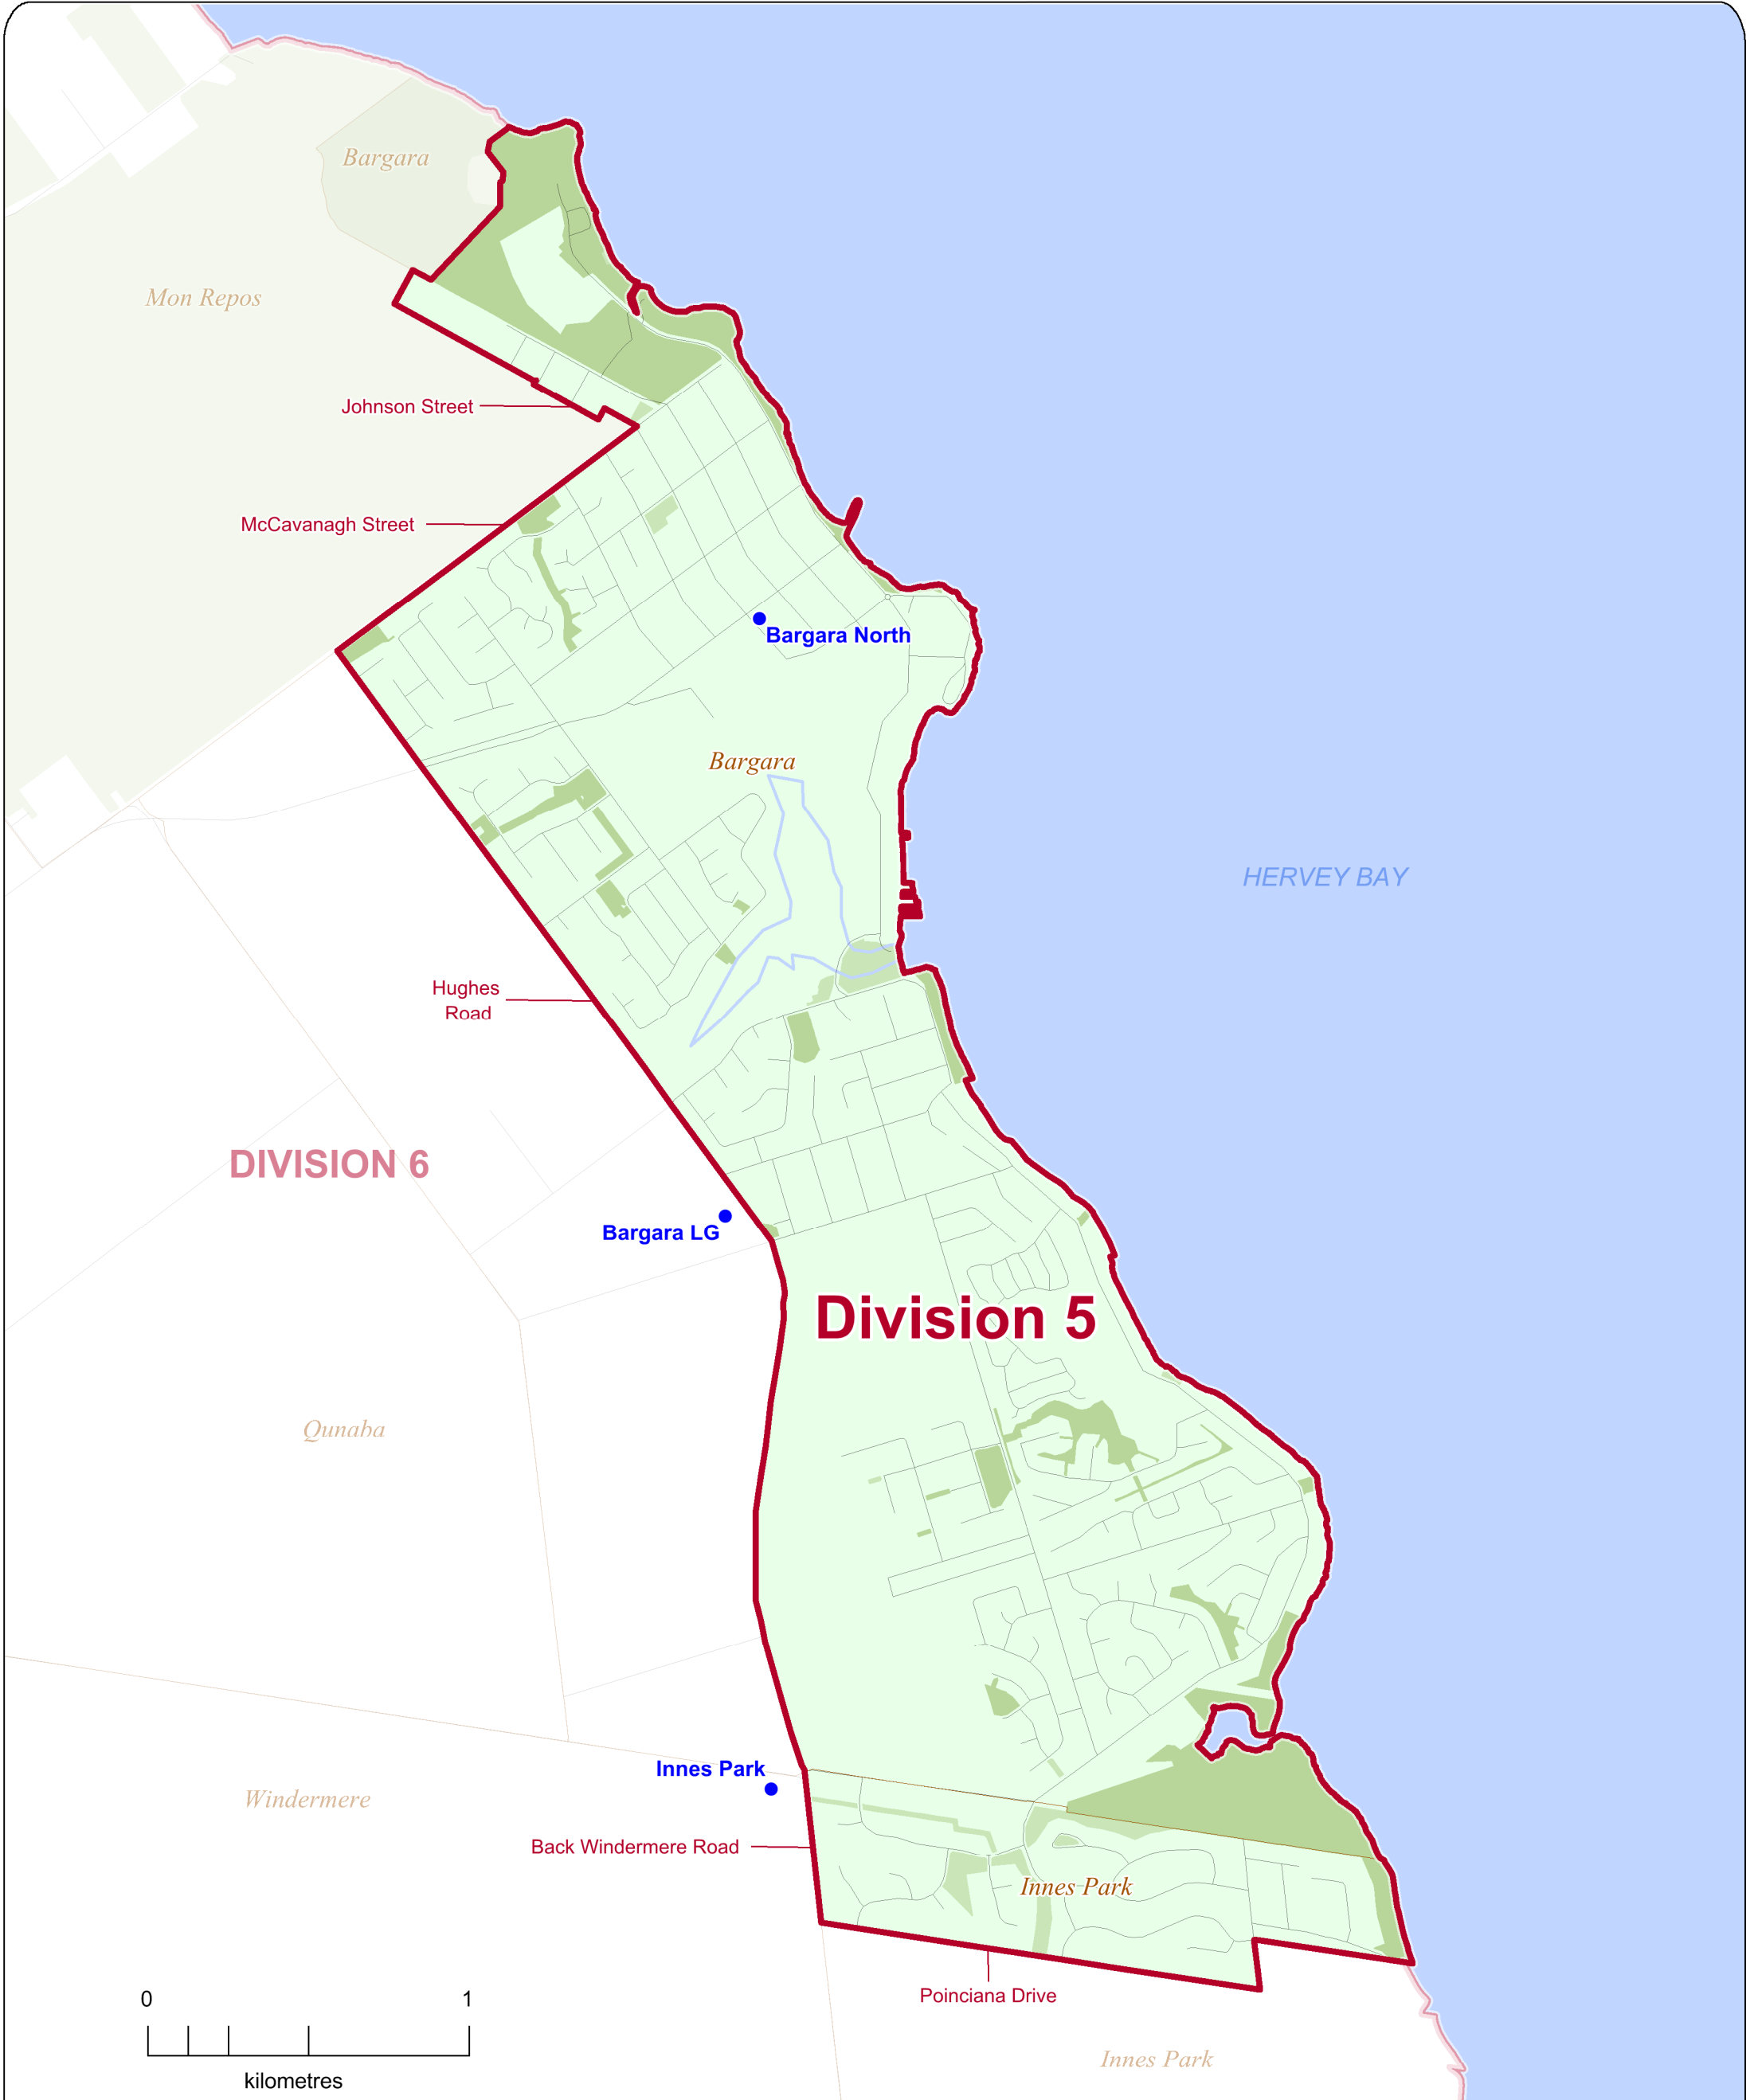 Bargara
Mon Repos
Johnson Street
McCavanagh Street
Bargara North
Bargara
HERVEY BAY
Hughes
Road
DIVISION 6
Bargara LG
Division 5
Qunaba
Innes Park
Windermere
Back Windermere Road
Innes Park
Poinciana Drive
0 1
kilometres
Innes Park